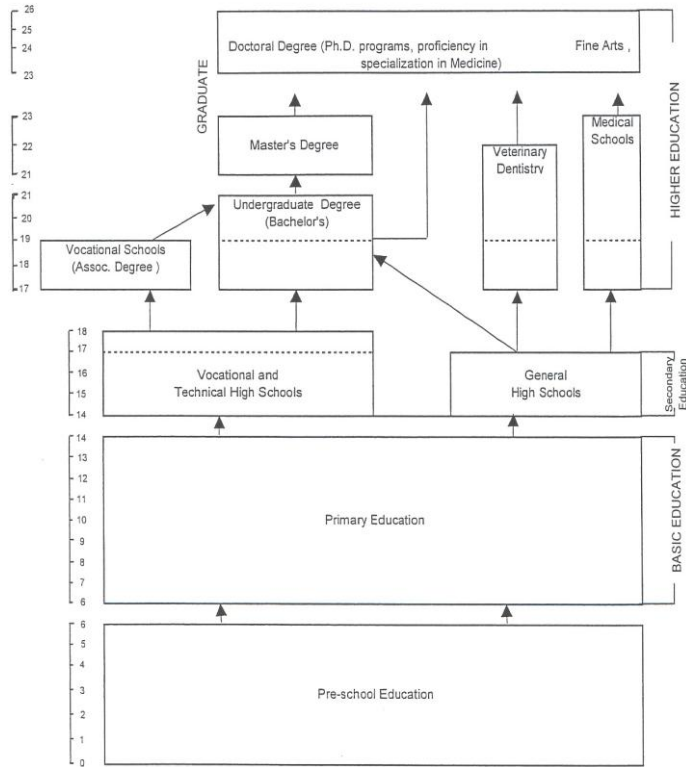 26
25
24
23
Doctoral Degree (Ph.D. programs, proficiency in
specialization in Medicine)
Fine Arts ,
GRADUATE
HIGHER EDUCATION
23
22
21
Master's Degree
Medical
Schools
Veterinary
Dentistry
21
20
19
18
17
Undergraduate Degree
(Bachelor's)
Vocational Schools
(Assoc. Degree )
18
17
16
15
14
Vocational and
Technical High Schools
General
High Schools
Secondary
Education
14
13
12
11
10
9
8
7
6
Primary Education
BASIC EDUCATION
6
5
4
3
2
1
0
Pre-school Education